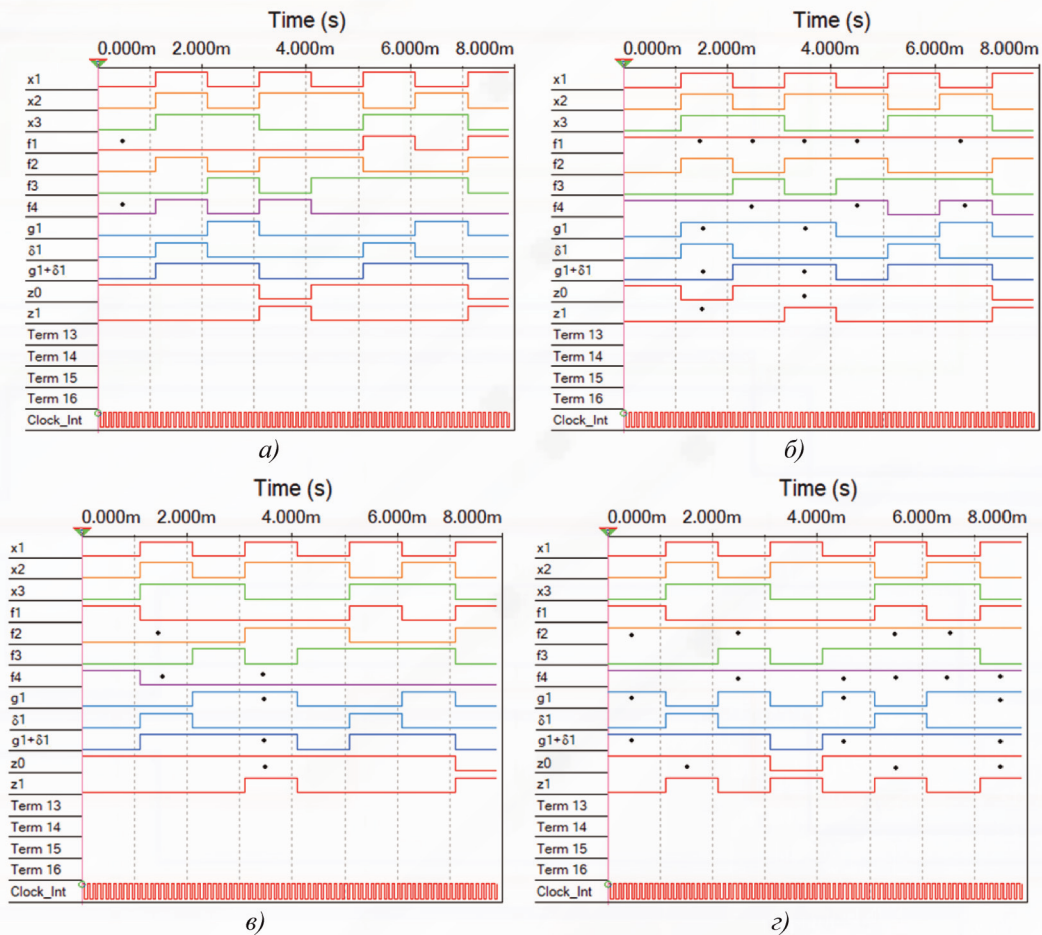 Time (s)
0.000m 2.000m 4.000m 6.000m 8.000m
x1
x2
x3
f1
f2
f3
f4
g1
δ1
g1+δ1
z0
z1
Term 13
Term 14
Term 15
Term 16
Clock_Int
а)
Time (s)
0.000m 2.000m 4.000m 6.000m 8.000m
x1
x2
x3
f1
f2
f3
f4
g1
δ1
g1+δ1
z0
z1
Term 13
Term 14
Term 15
Term 16
Clock_Int
б)
Time (s)
0.000m 2.000m 4.000m 6.000m 8.000m
x1
x2
x3
f1
f2
f3
f4
g1
δ1
g1+δ1
z0
z1
Term 13
Term 14
Term 15
Term 16
Clock_Int
в)
Time (s)
0.000m 2.000m 4.000m 6.000m 8.000m
x1
x2
x3
f1
f2
f3
f4
g1
δ1
g1+δ1
z0
z1
Term 13
Term 14
Term 15
Term 16
Clock_Int
г)